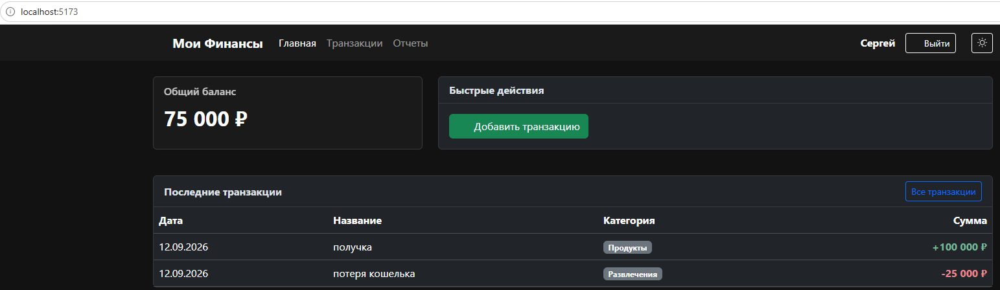 localhost:5173
Мои Финансы Главная Транзакции Отчеты Сергей Выйти
Общий баланс
75 000 ₽
Быстрые действия
Добавить транзакцию
Последние транзакции Все транзакции
Дата Название Категория Сумма
12.09.2026 получка Продукты +100 000 ₽
12.09.2026 потеря кошелька Развлечения -25 000 ₽